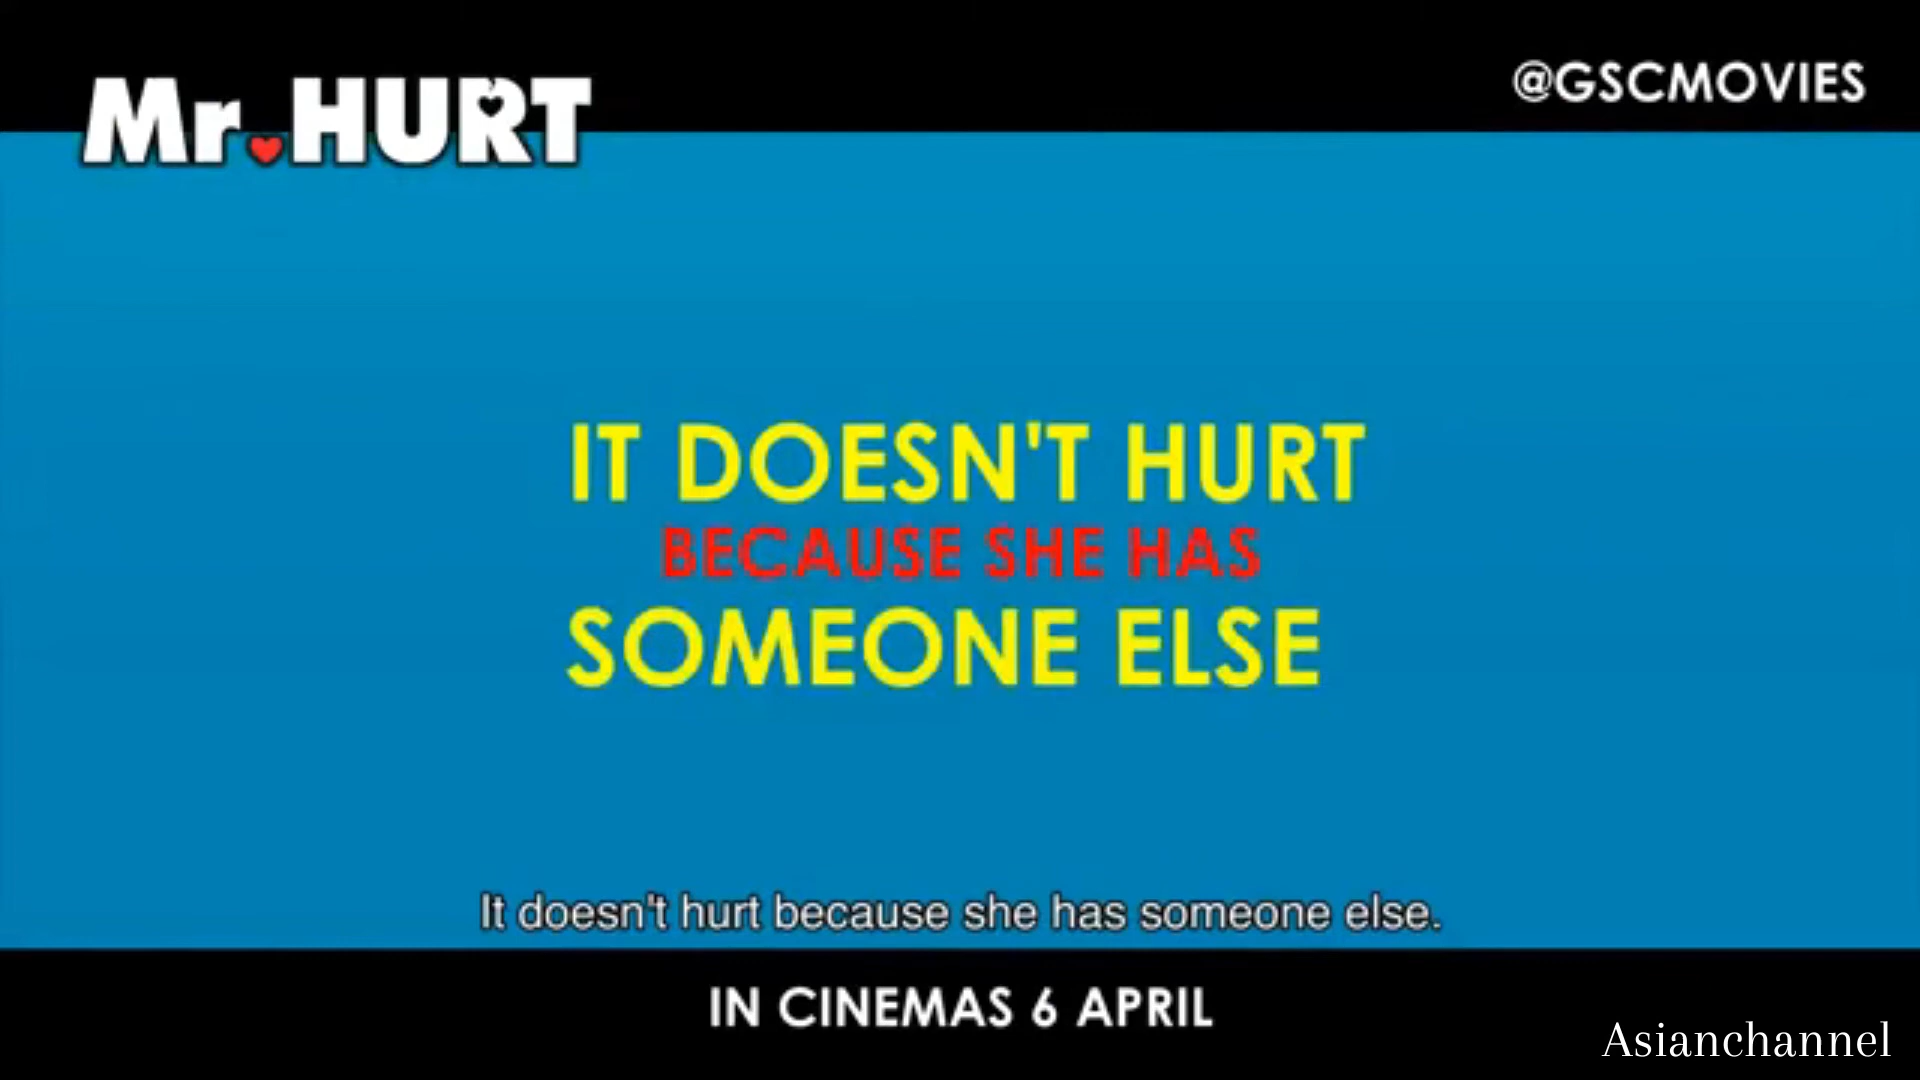 Mr.HURT
@GSCMOVIES
IT DOESN'T HURT
BECAUSE SHE HAS
SOMEONE ELSE
It doesn't hurt because she has someone else.
IN CINEMAS 6 APRIL
Asianchannel